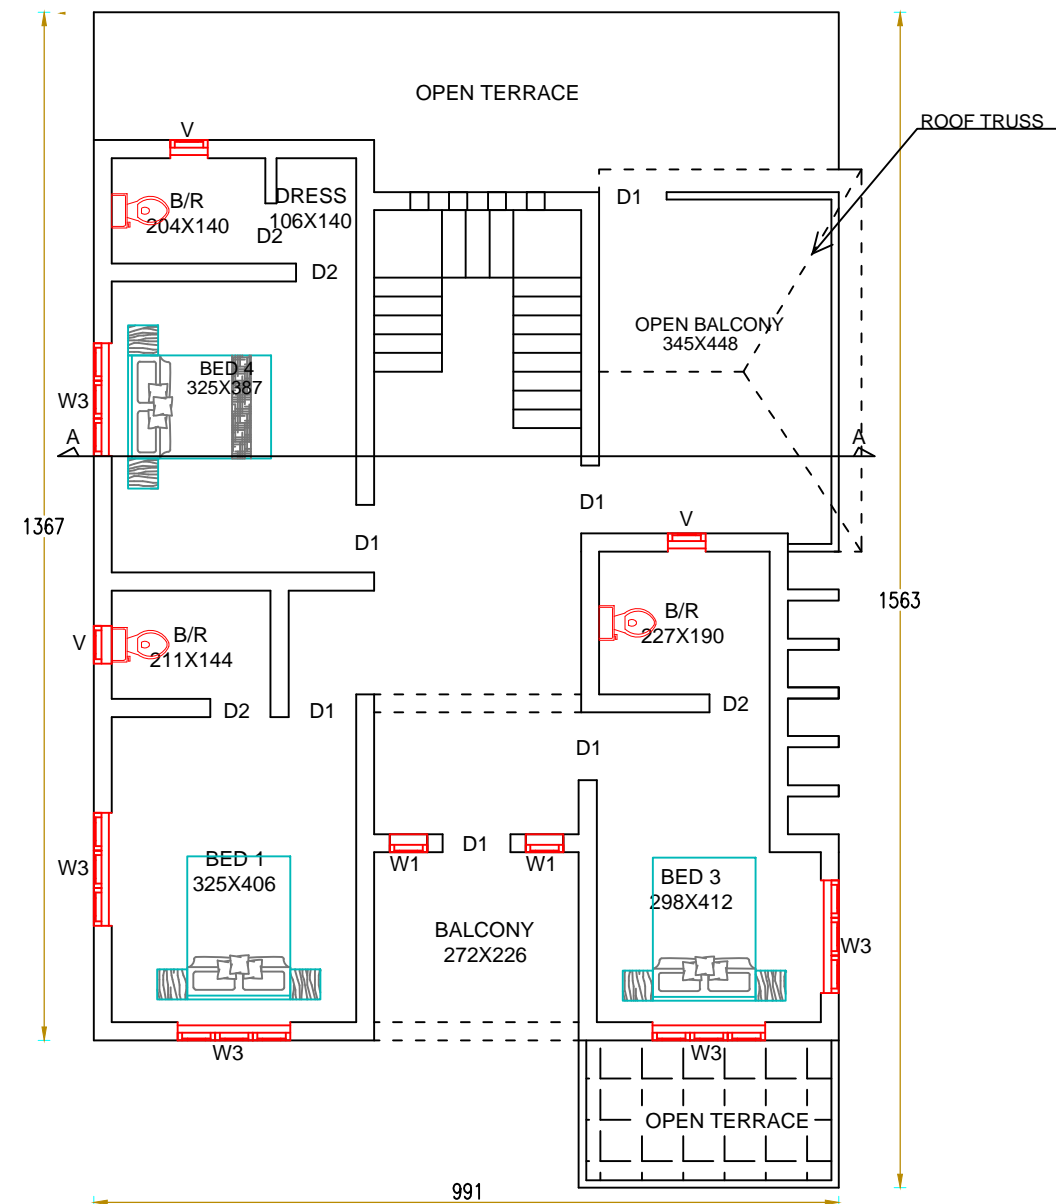 OPEN TERRACE
ROOF TRUSS
V
B/R
204X140
DRESS
106X140
D1
D2
D2
OPEN BALCONY
345X448
BED 4
325X387
W3
A
A
1367
D1
D1
V
1563
B/R
227X190
V
B/R
211X144
D2
D1
D2
D1
W3
BED 1
325X406
W1
D1
W1
BED 3
298X412
BALCONY
272X226
W3
W3
W3
OPEN TERRACE
991